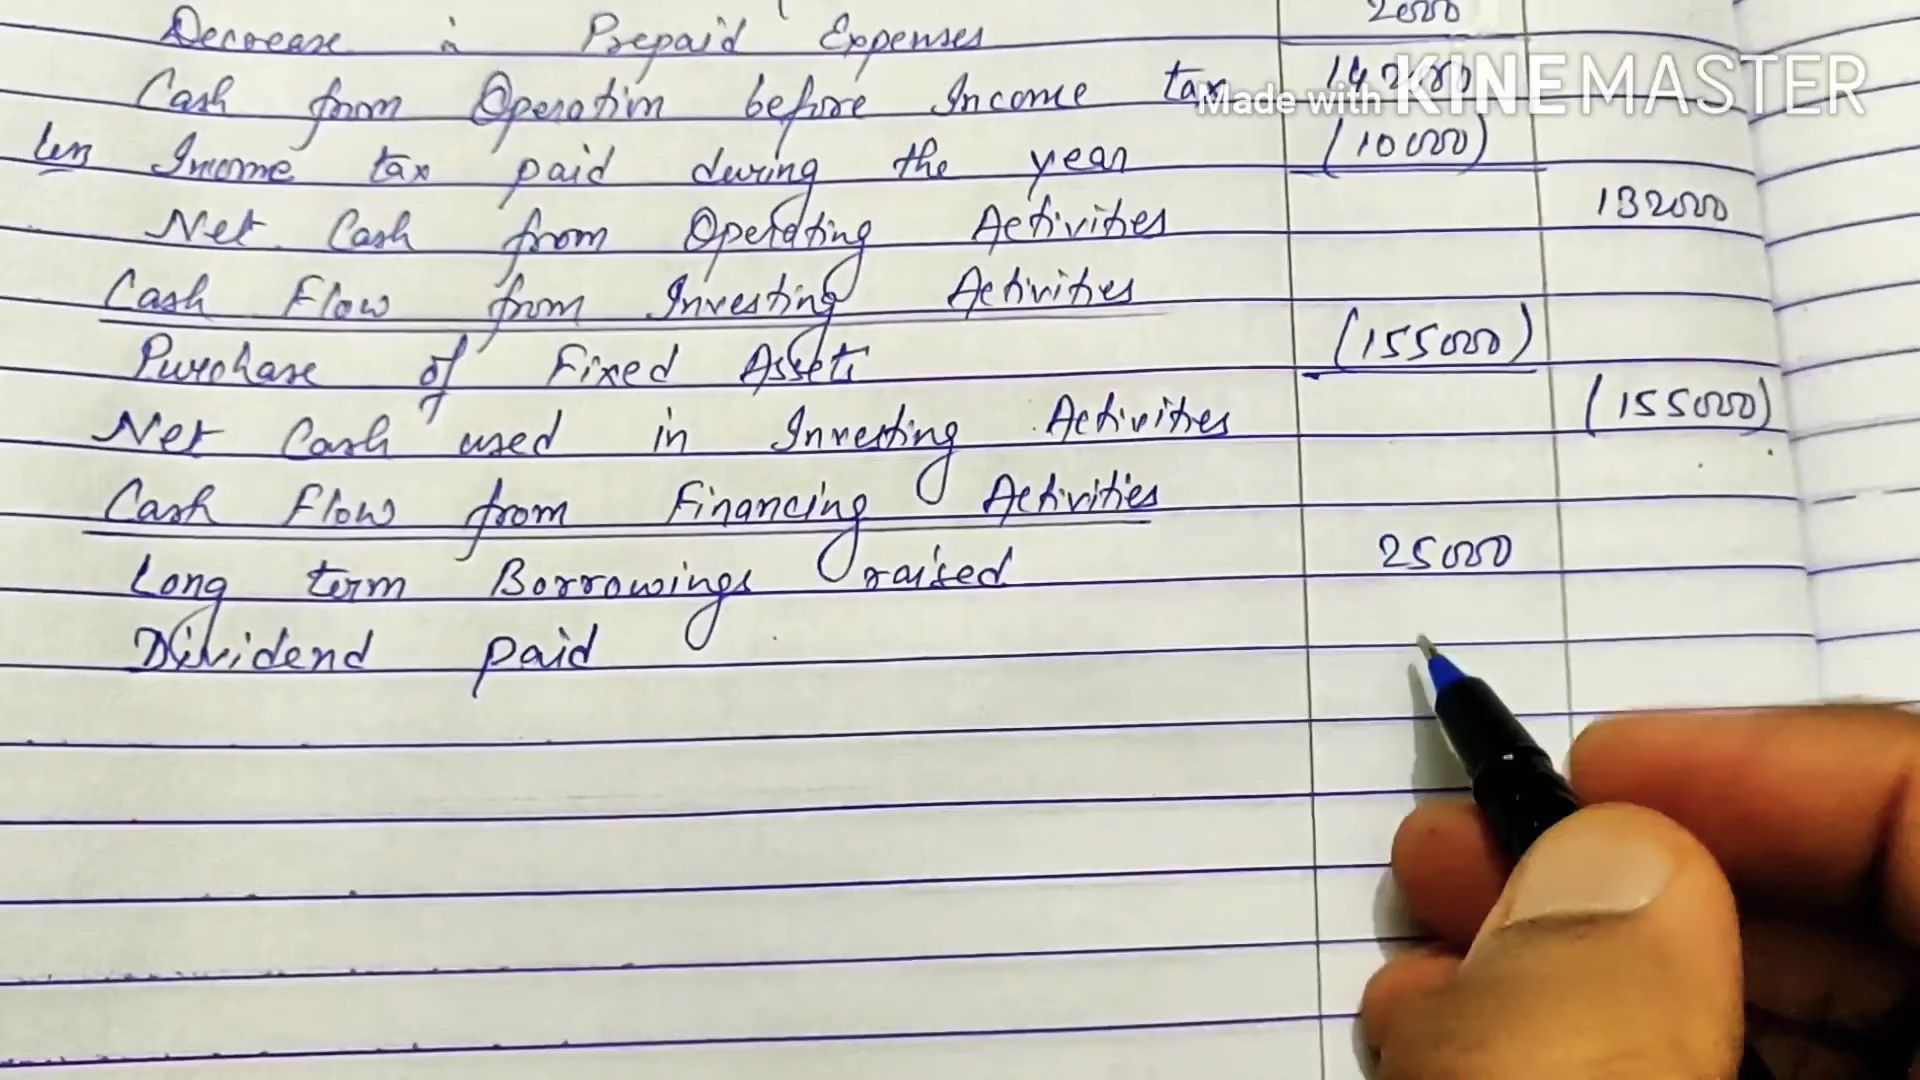 2000
Decrease in Prepaid Expenses
Cash from Operation before Income tax 142000
Made with KINEMASTER
less Income tax paid during the year (10000)
Net Cash from Operating Activities 132000
Cash Flow from Investing Activities
Purchase of Fixed Assets (155000)
Net Cash used in Investing Activities (155000)
Cash Flow from Financing Activities
Long term Borrowings raised 25000
Dividend paid